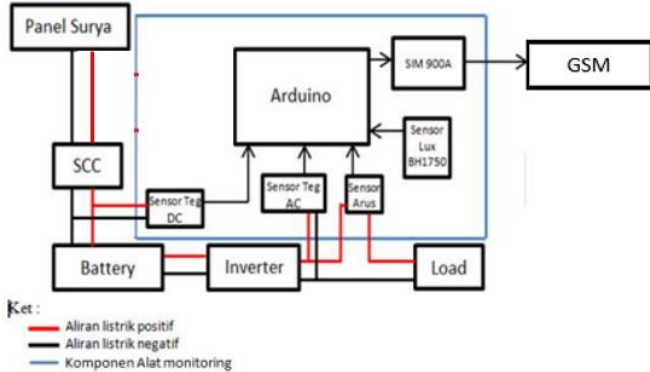 Panel Surya
SIM 900A
GSM
Arduino
Sensor
Lux
BH1750
SCC
Sensor Teg
DC
Sensor Teg
AC
Sensor
Arus
Battery
Inverter
Load
Ket :
Aliran listrik positif
Aliran listrik negatif
Komponen Alat monitoring